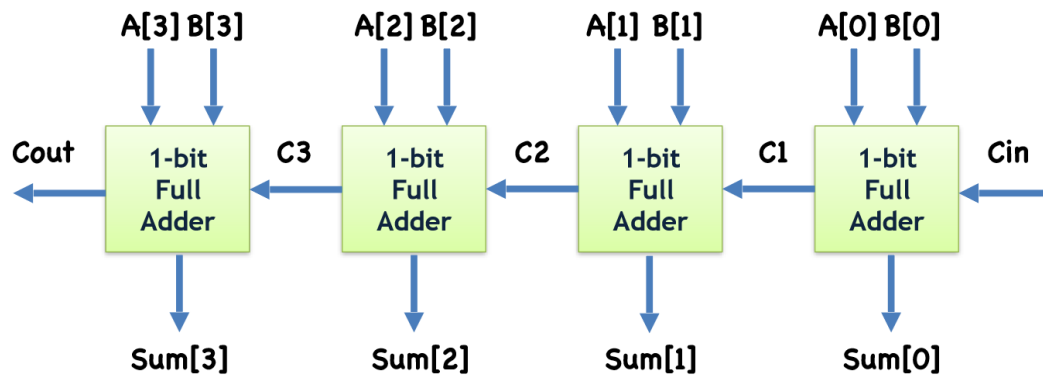 A[3] B[3] A[2] B[2] A[1] B[1] A[0] B[0]
Cout
1-bit
Full
Adder
C3
1-bit
Full
Adder
C2
1-bit
Full
Adder
C1
1-bit
Full
Adder
Cin
Sum[3] Sum[2] Sum[1] Sum[0]